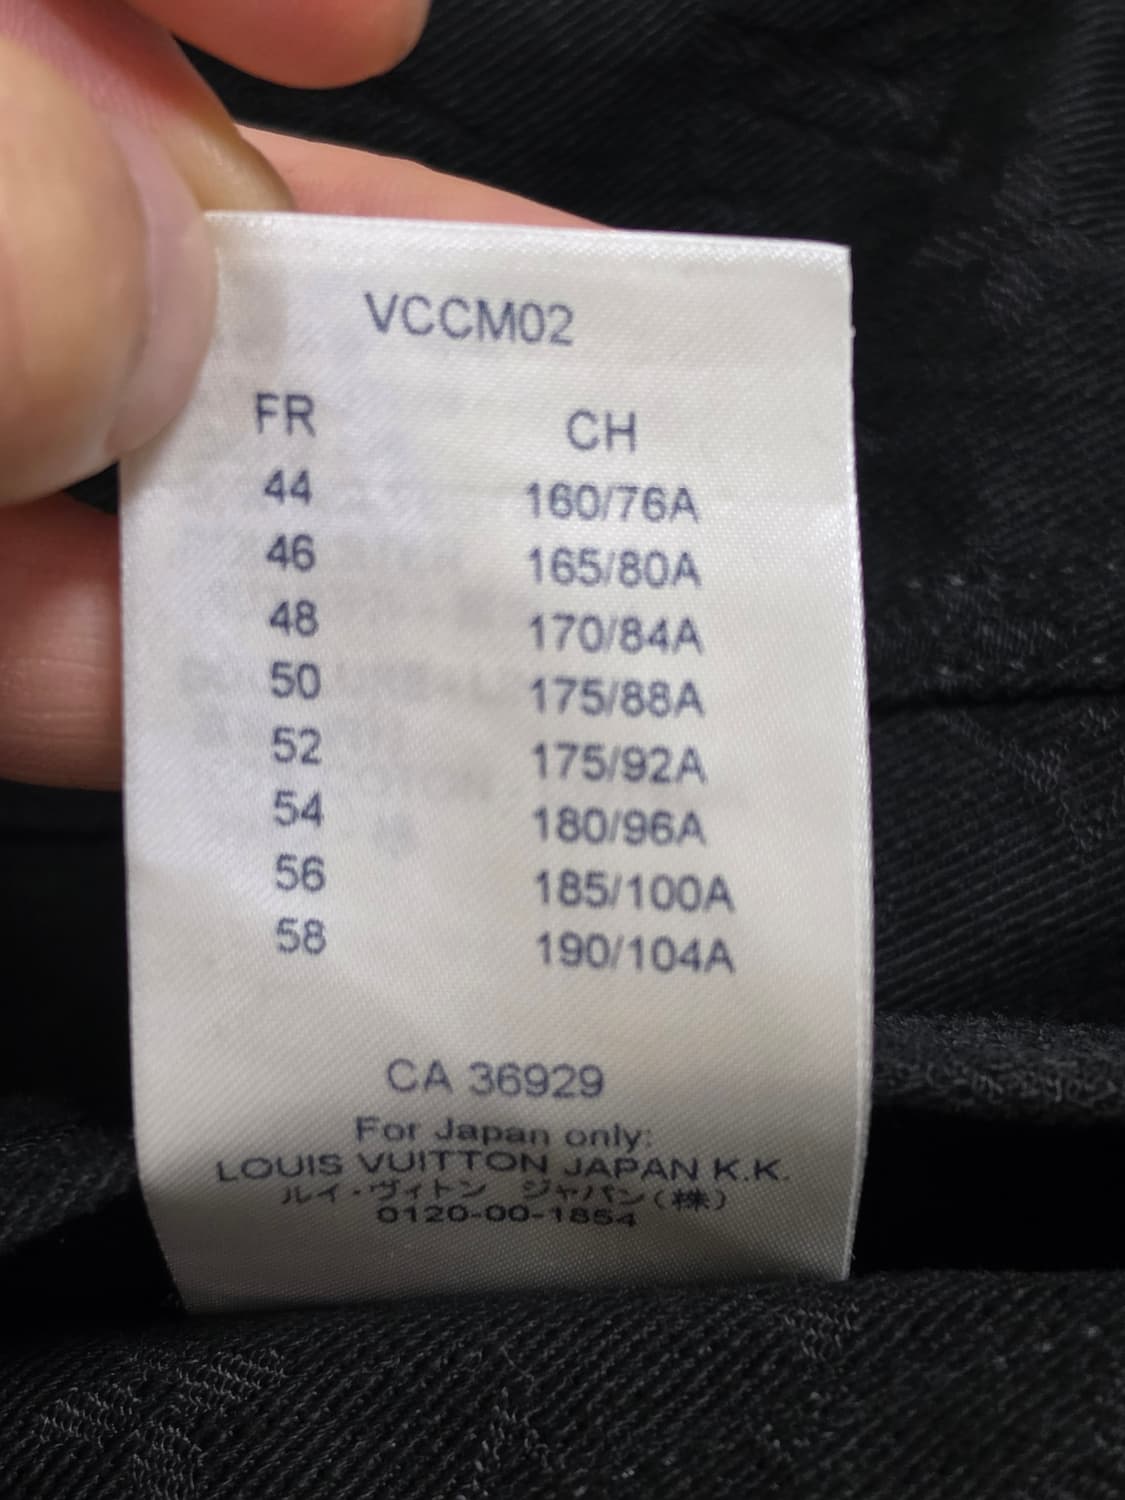 VCCM02
FR CH
44 160/76A
46 165/80A
48 170/84A
50 175/88A
52 175/92A
54 180/96A
56 185/100A
58 190/104A
CA 36929
For Japan only:
LOUIS VUITTON JAPAN K.K.
ルイ・ヴィトン ジャパン(株)
0120-00-1854